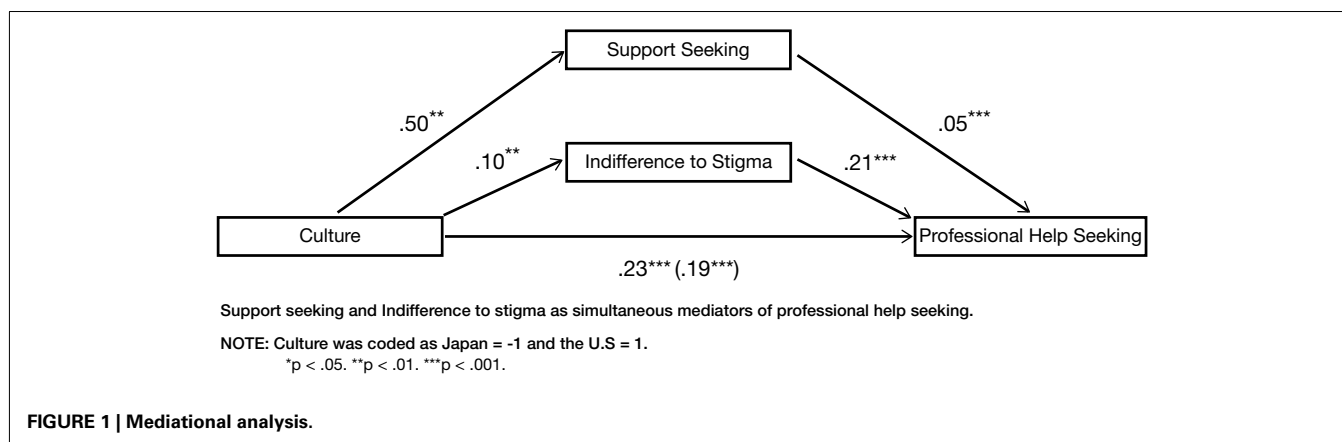 Support Seeking
.50**
.05***
.10**
Indifference to Stigma
.21***
Culture
Professional Help Seeking
.23*** (.19***)
Support seeking and Indifference to stigma as simultaneous mediators of professional help seeking.
NOTE: Culture was coded as Japan = -1 and the U.S = 1.
*p < .05. **p < .01. ***p < .001.
FIGURE 1 | Mediational analysis.